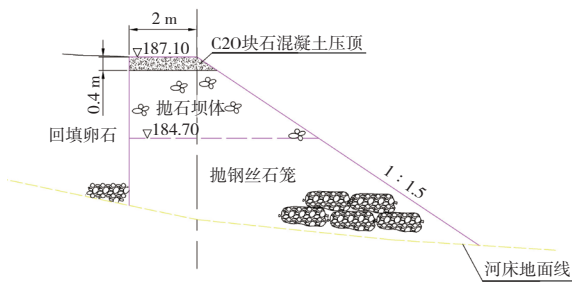 2 m
C2O块石混凝土压顶
▽187.10
0.4 m
抛石坝体
回填卵石
▽184.70
抛钢丝石笼
1：1.5
河床地面线